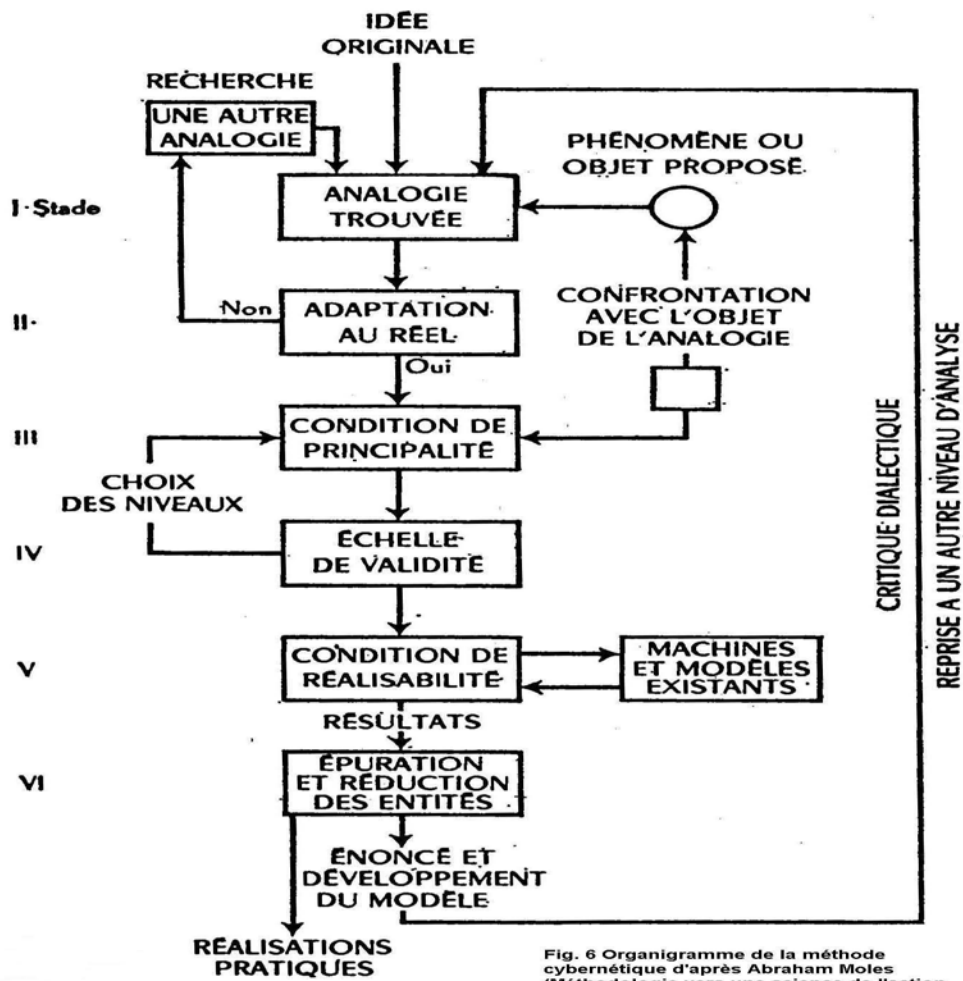 IDÉE
ORIGINALE
RECHERCHE
UNE AUTRE
ANALOGIE
PHÉNOMÈNE OU
OBJET PROPOSÉ
I-Stade
ANALOGIE
TROUVÉE
CONFRONTATION
AVEC L'OBJET
DE L'ANALOGIE
Non
II-
ADAPTATION
AU RÉEL
Oui
III
CONDITION DE
PRINCIPALITÉ
CHOIX
DES NIVEAUX
IV
ÉCHELLE
DE VALIDITÉ
CRITIQUE DIALECTIQUE
REPRISE A UN AUTRE NIVEAU D'ANALYSE
V
CONDITION DE
RÉALISABILITÉ
MACHINES
ET MODÈLES
EXISTANTS
RÉSULTATS
VI
ÉPURATION
ET RÉDUCTION
DES ENTITÉS
ÉNONCÉ ET
DÉVELOPPEMENT
DU MODÈLE
RÉALISATIONS
PRATIQUES
Fig. 6 Organigramme de la méthode
cybernétique d'après Abraham Moles